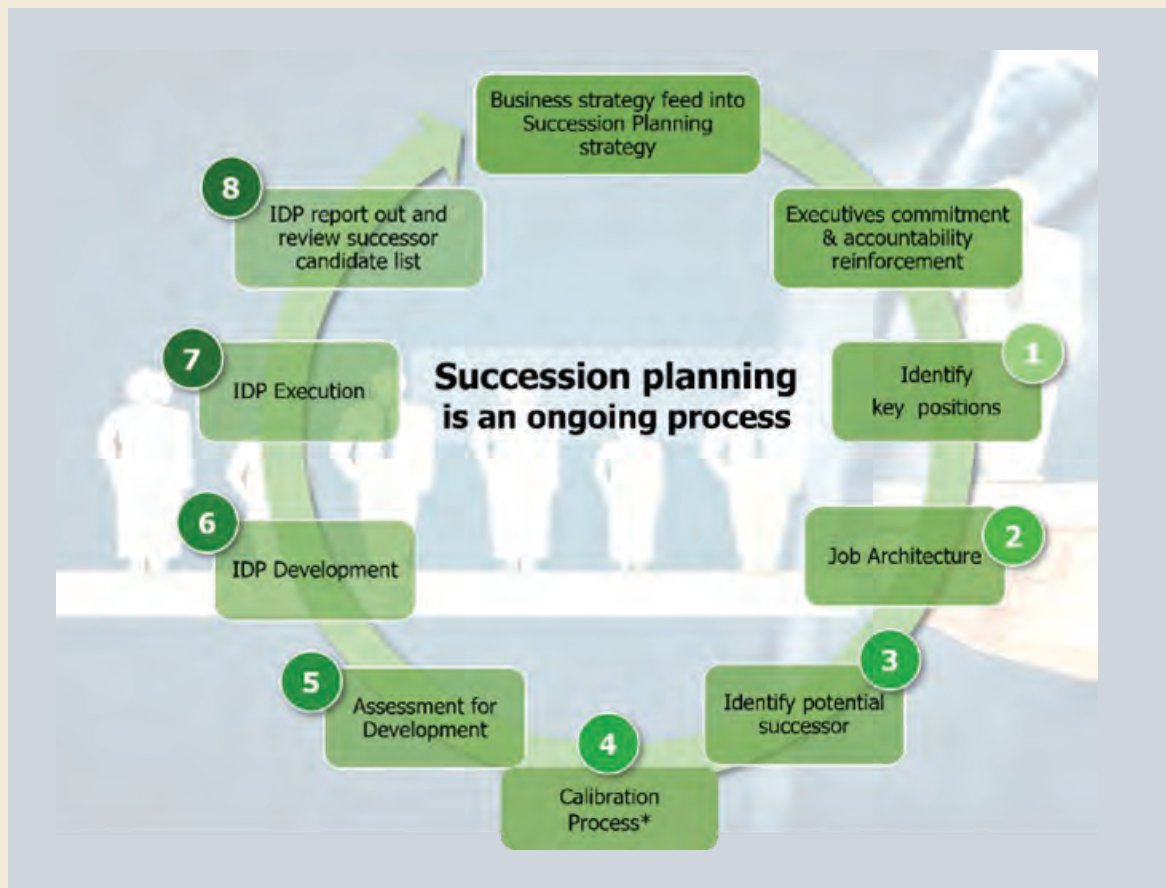 Business strategy feed into
Succession Planning
strategy
Executives commitment
& accountability
reinforcement
1
Identify
key positions
2
Job Architecture
3
Identify potential
successor
4
Calibration
Process*
5
Assessment for
Development
6
IDP Development
7
IDP Execution
8
IDP report out and
review successor
candidate list
Succession planning
is an ongoing process